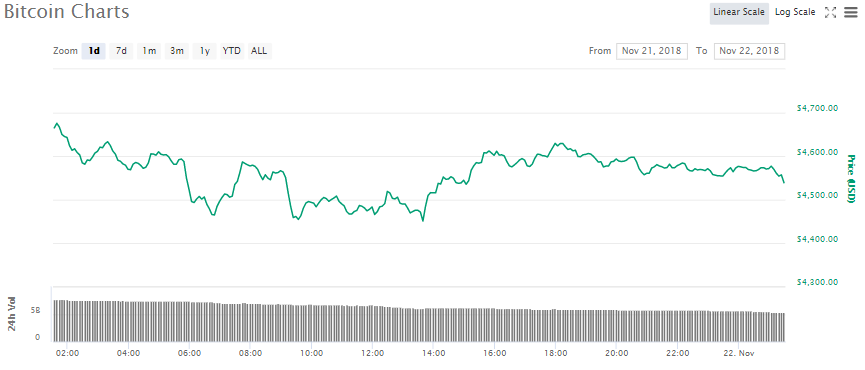 Bitcoin Charts
Linear Scale Log Scale
Zoom 1d 7d 1m 3m 1y YTD ALL From Nov 21, 2018 To Nov 22, 2018
$4,700.00
$4,600.00
$4,500.00
$4,400.00
$4,300.00
Price (USD)
24h Vol
5B
0
02:00 04:00 06:00 08:00 10:00 12:00 14:00 16:00 18:00 20:00 22:00 22. Nov